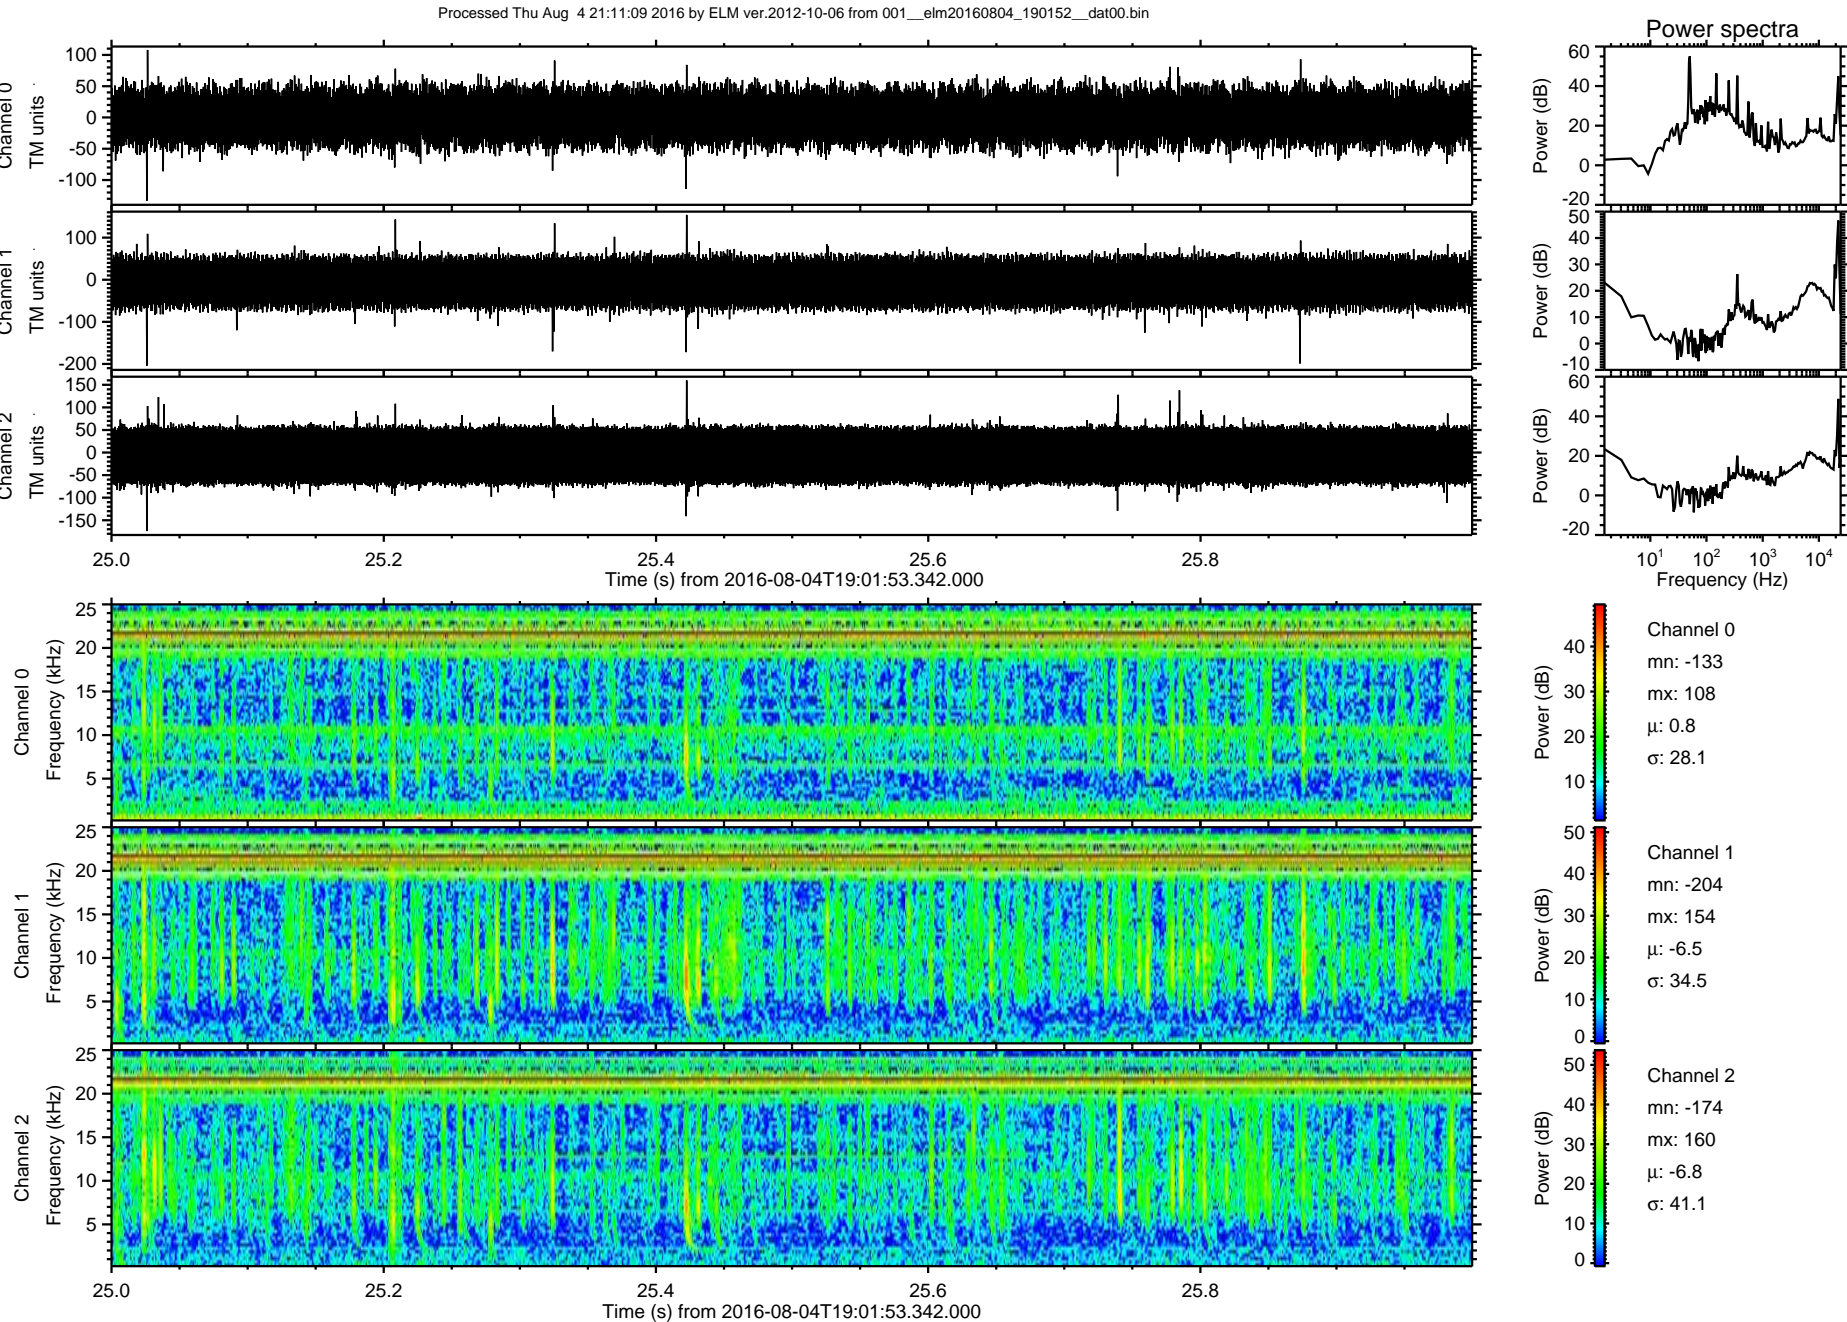 Processed Thu Aug  4 21:11:09 2016 by ELM ver.2012-10-06 from 001__elm20160804_190152__dat00.bin
Channel 0
TM units
100
50
0
-50
-100
Channel 1
TM units
100
0
-100
-200
Channel 2
TM units
150
100
50
0
-50
-100
-150
25.0 25.2 25.4 25.6 25.8
Time (s) from 2016-08-04T19:01:53.342.000
Power spectra
Power (dB)
60
40
20
0
-20
Power (dB)
50
40
30
20
10
0
-10
Power (dB)
60
40
20
0
-20
10^1 10^2 10^3 10^4
Frequency (Hz)
Channel 0
Frequency (kHz)
25
20
15
10
5
Power (dB)
40
30
20
10
Channel 0
mn: -133
mx: 108
μ: 0.8
σ: 28.1
Channel 1
Frequency (kHz)
25
20
15
10
5
Power (dB)
50
40
30
20
10
0
Channel 1
mn: -204
mx: 154
μ: -6.5
σ: 34.5
Channel 2
Frequency (kHz)
25
20
15
10
5
Power (dB)
50
40
30
20
10
0
Channel 2
mn: -174
mx: 160
μ: -6.8
σ: 41.1
25.0 25.2 25.4 25.6 25.8
Time (s) from 2016-08-04T19:01:53.342.000